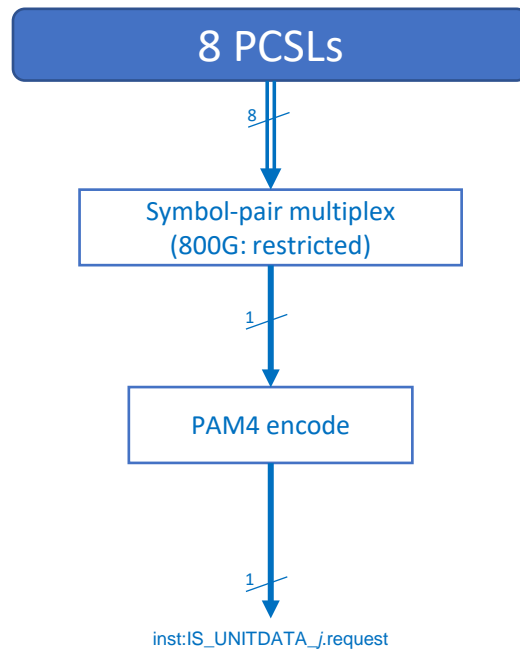 8 PCSLs
8
Symbol-pair multiplex
(800G: restricted)
1
PAM4 encode
1
inst:IS_UNITDATA_j.request